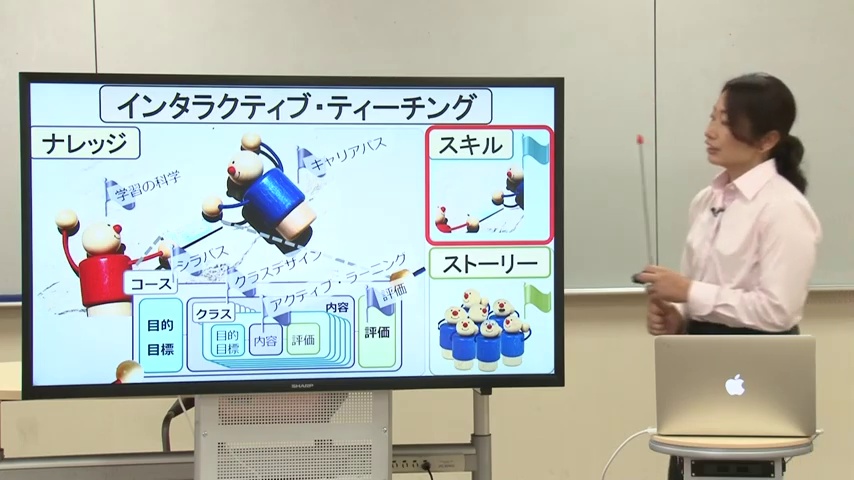 インタラクティブ・ティーチング
ナレッジ
スキル
キャリアパス
学習の科学
シラバス
クラスデザイン
アクティブ・ラーニング
評価
ストーリー
コース
目的
目標
クラス
内容
目的
目標
内容
評価
評価
SHARP